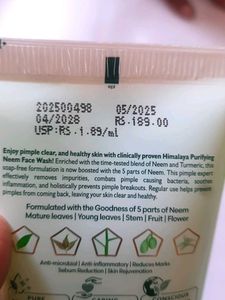 202500498 05/2025
04/2028 RS.189.00
USP:RS.1.89/ml
Enjoy pimple clear, and healthy skin with clinically proven Himalaya Purifying
Neem Face Wash! Enriched with the time-tested blend of Neem and Turmeric, this
soap-free formulation is now boosted with the 5 parts of Neem. This pimple expert
effectively removes impurities, combats pimple causing bacteria, soothes
inflammation, and holistically prevents pimple breakouts. Regular use helps prevents
pimples from coming back, leaving your skin clear and healthy.
Formulated with the Goodness of 5 parts of Neem
Mature leaves | Young leaves | Stem | Fruit | Flower
Anti-microbial | Anti-inflammatory | Reduces Marks
Sebum Reduction | Skin Rejuvenation